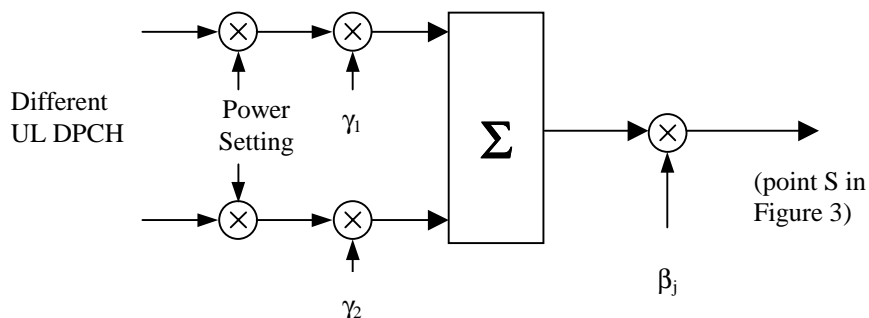 Different
UL DPCH
Power
Setting
γ1
Σ
γ2
βj
(point S in
Figure 3)